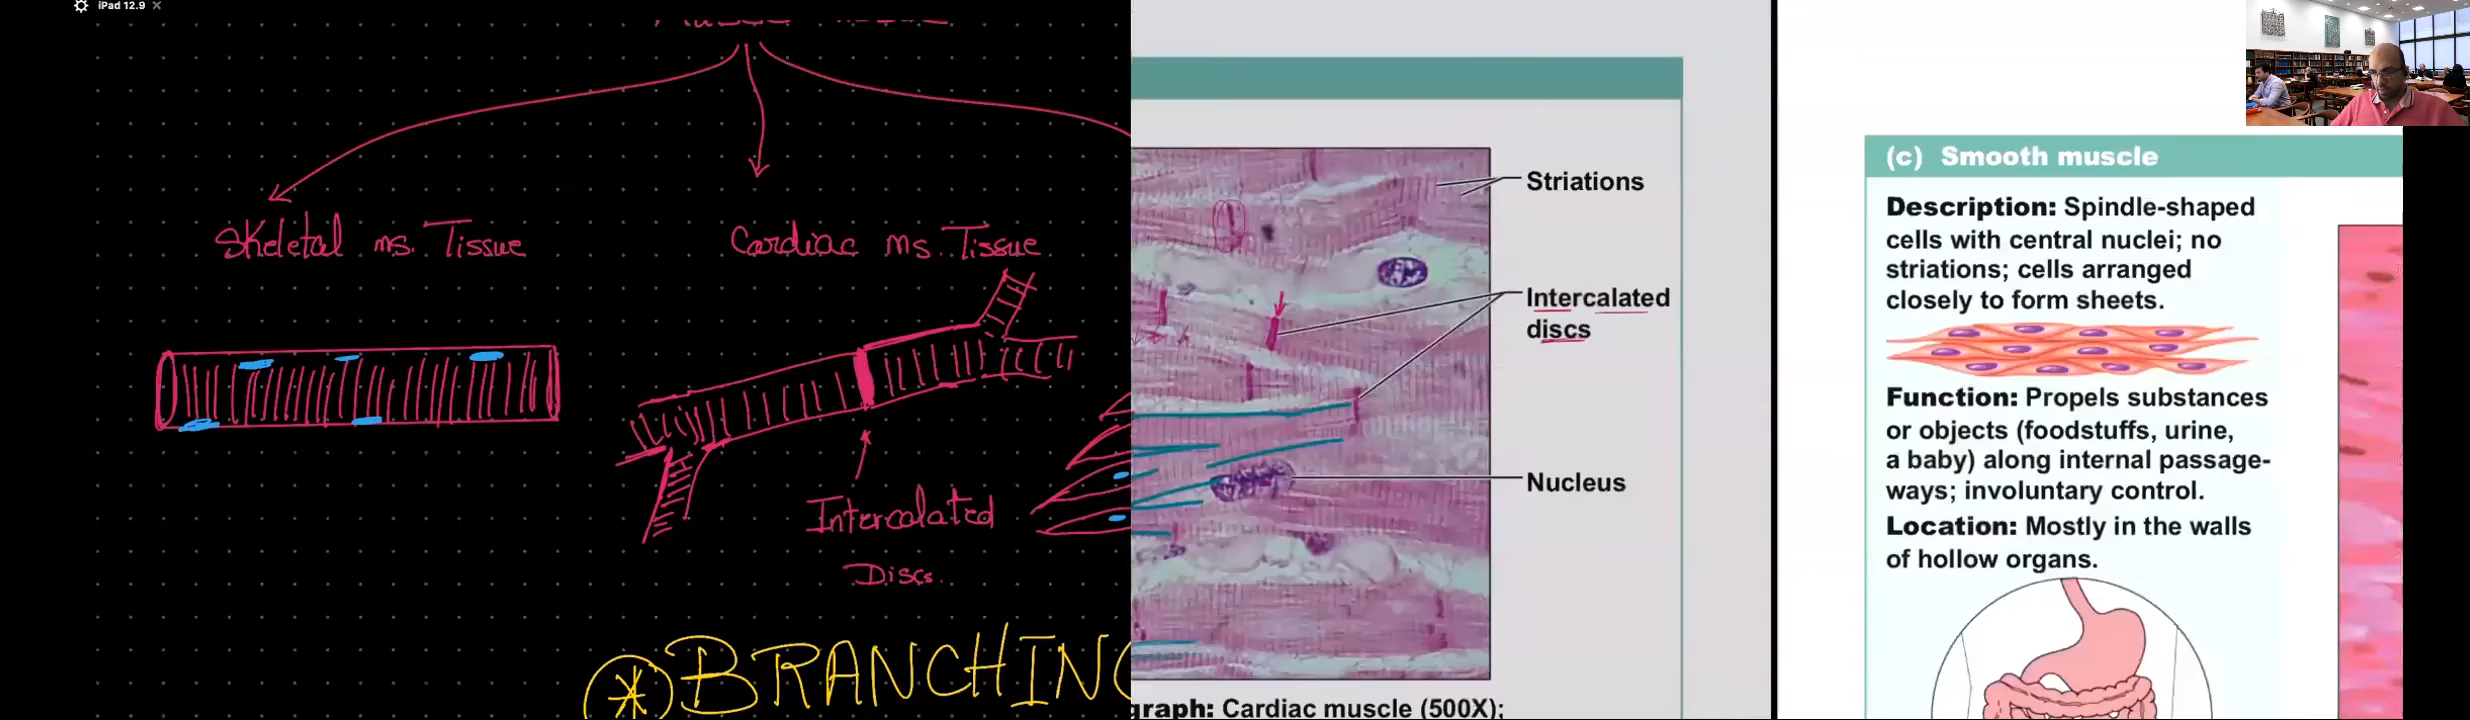 iPad 12.9
Skeletal ms. Tissue
Cardiac ms. Tissue
Intercalated
Discs.
BRANCHING
Striations
Intercalated
discs
Nucleus
graph: Cardiac muscle (500X);
(c) Smooth muscle
Description: Spindle-shaped
cells with central nuclei; no
striations; cells arranged
closely to form sheets.
Function: Propels substances
or objects (foodstuffs, urine,
a baby) along internal passage-
ways; involuntary control.
Location: Mostly in the walls
of hollow organs.